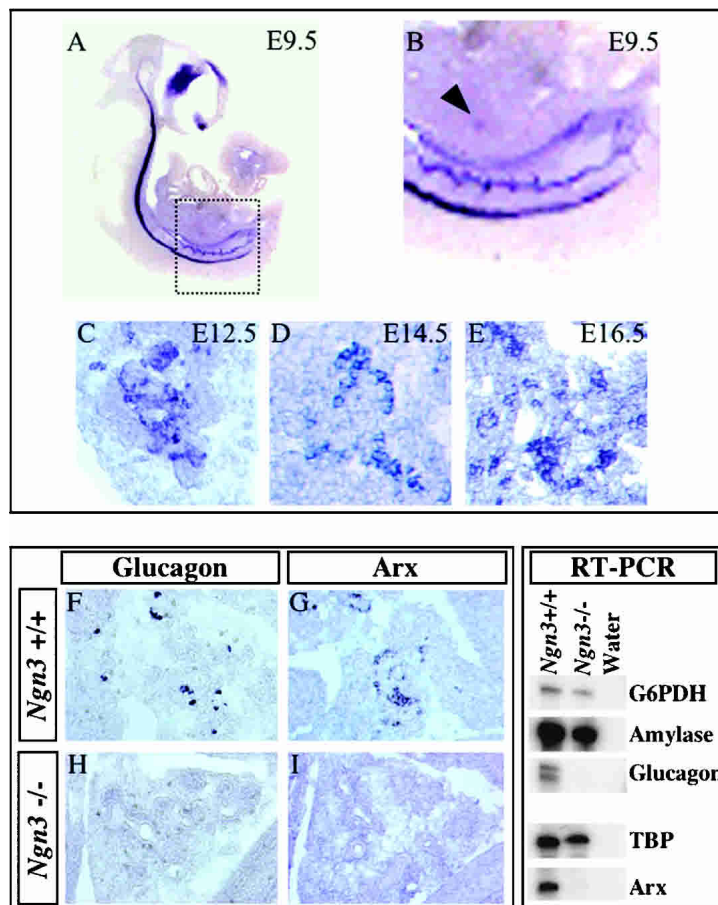 A E9.5
B E9.5
C E12.5
D E14.5
E E16.5
Glucagon
Arx
Ngn3 +/+
F
G
Ngn3 -/-
H
I
RT-PCR
Ngn3+/+
Ngn3-/-
Water
G6PDH
Amylase
Glucagon
TBP
Arx